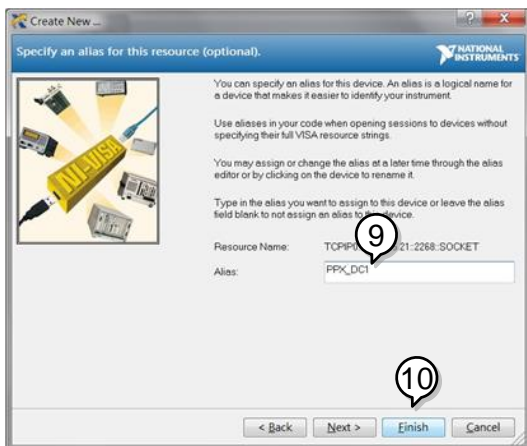 Create New ...
Specify an alias for this resource (optional).
NATIONAL
INSTRUMENTS
You can specify an alias for this device. An alias is a logical name for
a device that makes it easier to identify your instrument.
Use aliases in your code when opening sessions to devices without
specifying their full VISA resource strings.
You may assign or change the alias at a later time through the alias
editor or by clicking on the device to rename it.
Type in the alias you want to assign to this device or leave the alias
field blank to not assign an alias to this device.
NI-VISA
9
Resource Name: 21::2268::SOCKET
Alias: PPX_DC1
10
< Back Next > Finish Cancel